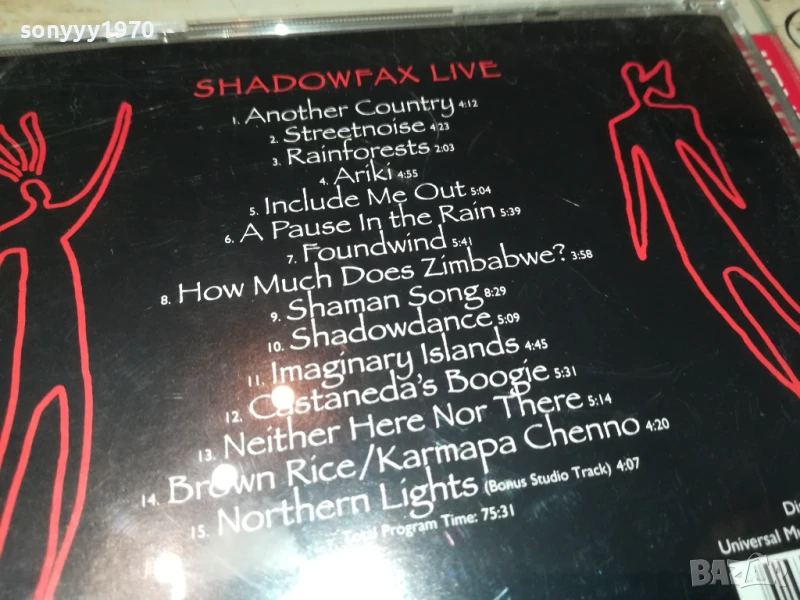 sonyyy1970
SHADOWFAX LIVE
1. Another Country 4:12
2. Streetnoise 4:23
3. Rainforests 2:03
4. Ariki 4:55
5. Include Me Out 5:04
6. A Pause In the Rain 5:39
7. Foundwind 5:41
8. How Much Does Zimbabwe? 3:58
9. Shaman Song 8:29
10. Shadowdance 5:09
11. Imaginary Islands 4:45
12. Castaneda's Boogie 5:31
13. Neither Here Nor There 5:14
14. Brown Rice/Karmapa Chenno 4:20
15. Northern Lights (Bonus Studio Track) 4:07
Total Program Time: 75:31
Universal
BAZAR